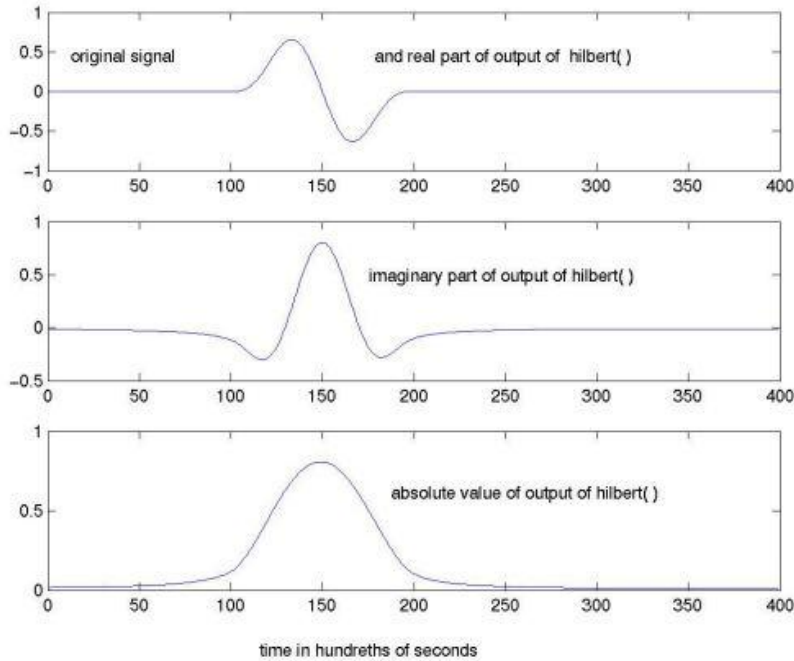 1
0.5
0
−0.5
−1
original signal
and real part of output of hilbert( )
0 50 100 150 200 250 300 350 400
1
0.5
0
−0.5
imaginary part of output of hilbert( )
0 50 100 150 200 250 300 350 400
1
0.5
0
absolute value of output of hilbert( )
0 50 100 150 200 250 300 350 400
time in hundreths of seconds